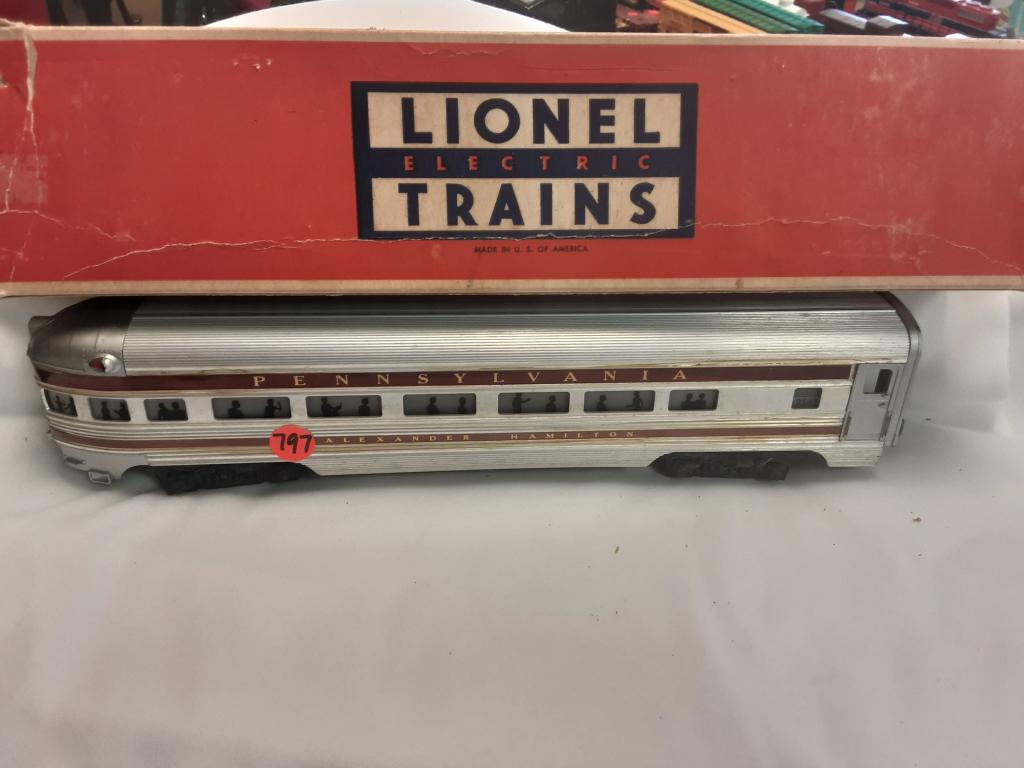 LIONEL
ELECTRIC
TRAINS
MADE IN U. S. OF AMERICA
PENNSYLVANIA
797
ALEXANDER HAMILTON